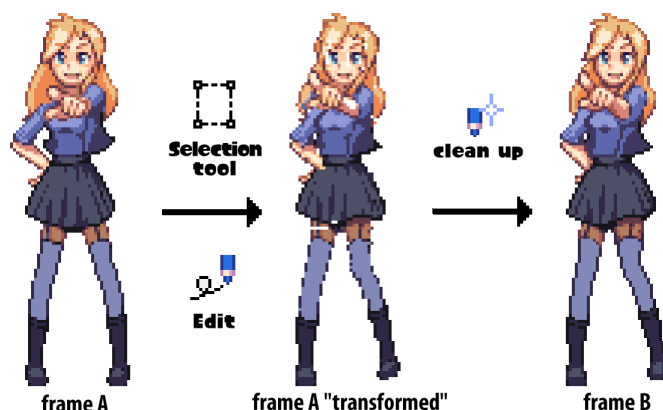 Selection
tool
clean up
Edit
frame A
frame A "transformed"
frame B